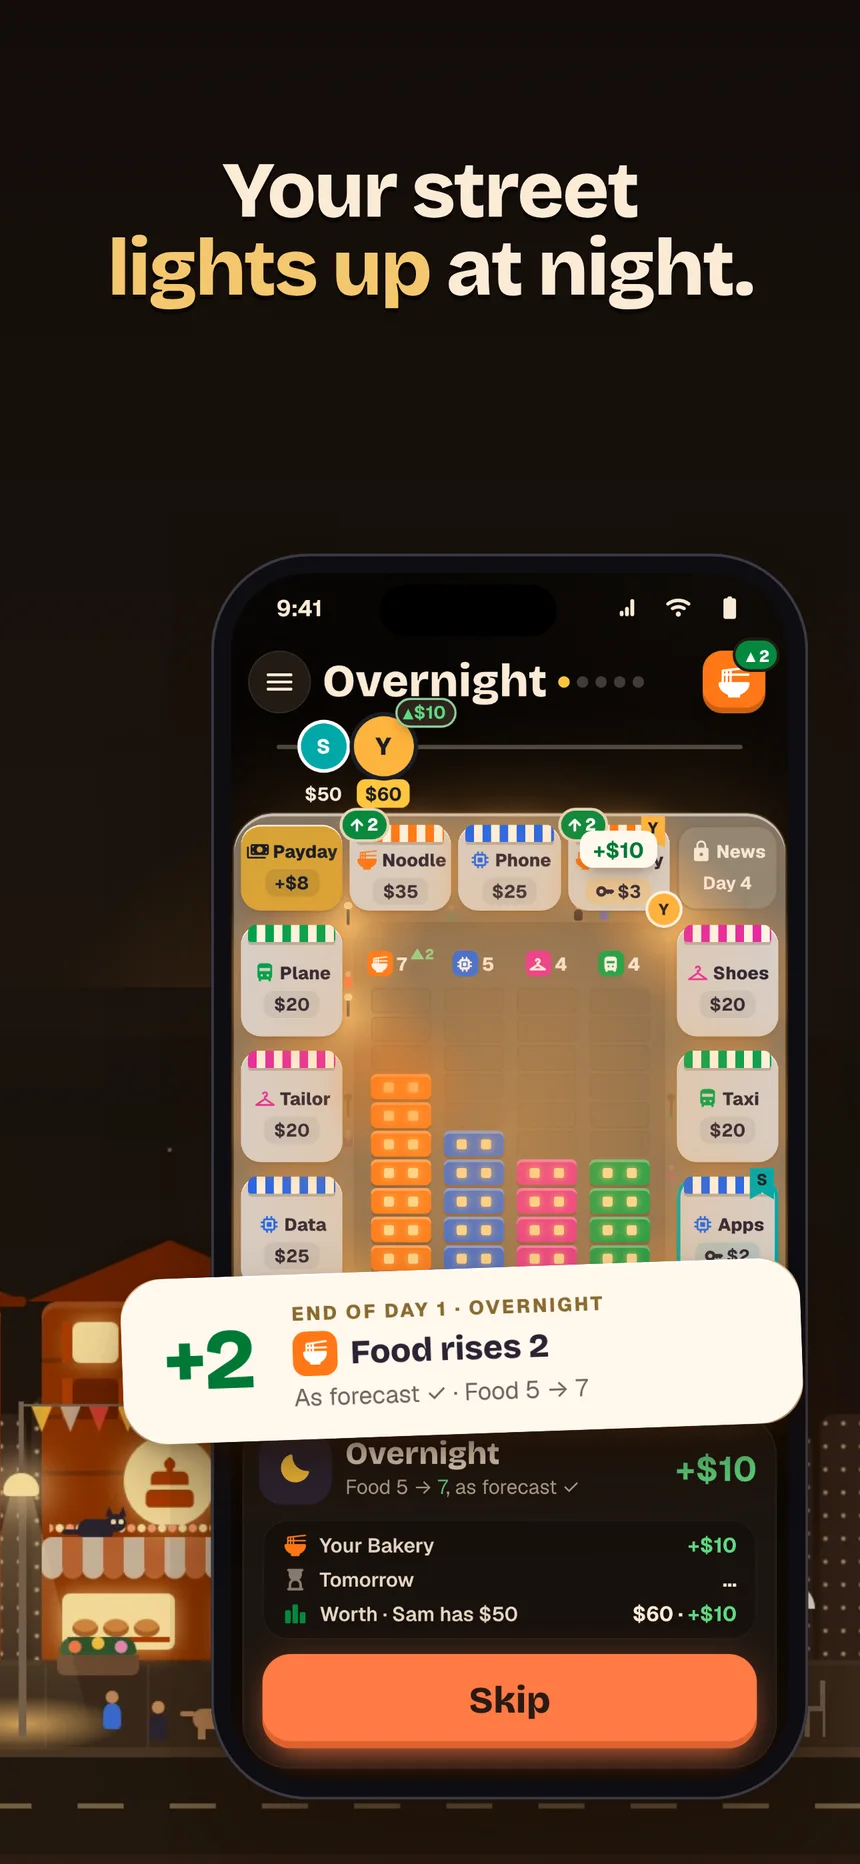 Your street
lights up at night.
9:41
Overnight
▲2
▲$10
S
Y
$50
$60
Payday
+$8
↑2
Noodle
$35
Phone
$25
↑2
+$10
Y
y
$3
News
Day 4
Y
Plane
$20
7 ▲2
5
4
4
Shoes
$20
Tailor
$20
Taxi
$20
Data
$25
S
Apps
$2
+2
END OF DAY 1 · OVERNIGHT
Food rises 2
As forecast ✓ · Food 5 → 7
Overnight
Food 5 → 7, as forecast ✓
+$10
Your Bakery +$10
Tomorrow ...
Worth · Sam has $50 $60 · +$10
Skip